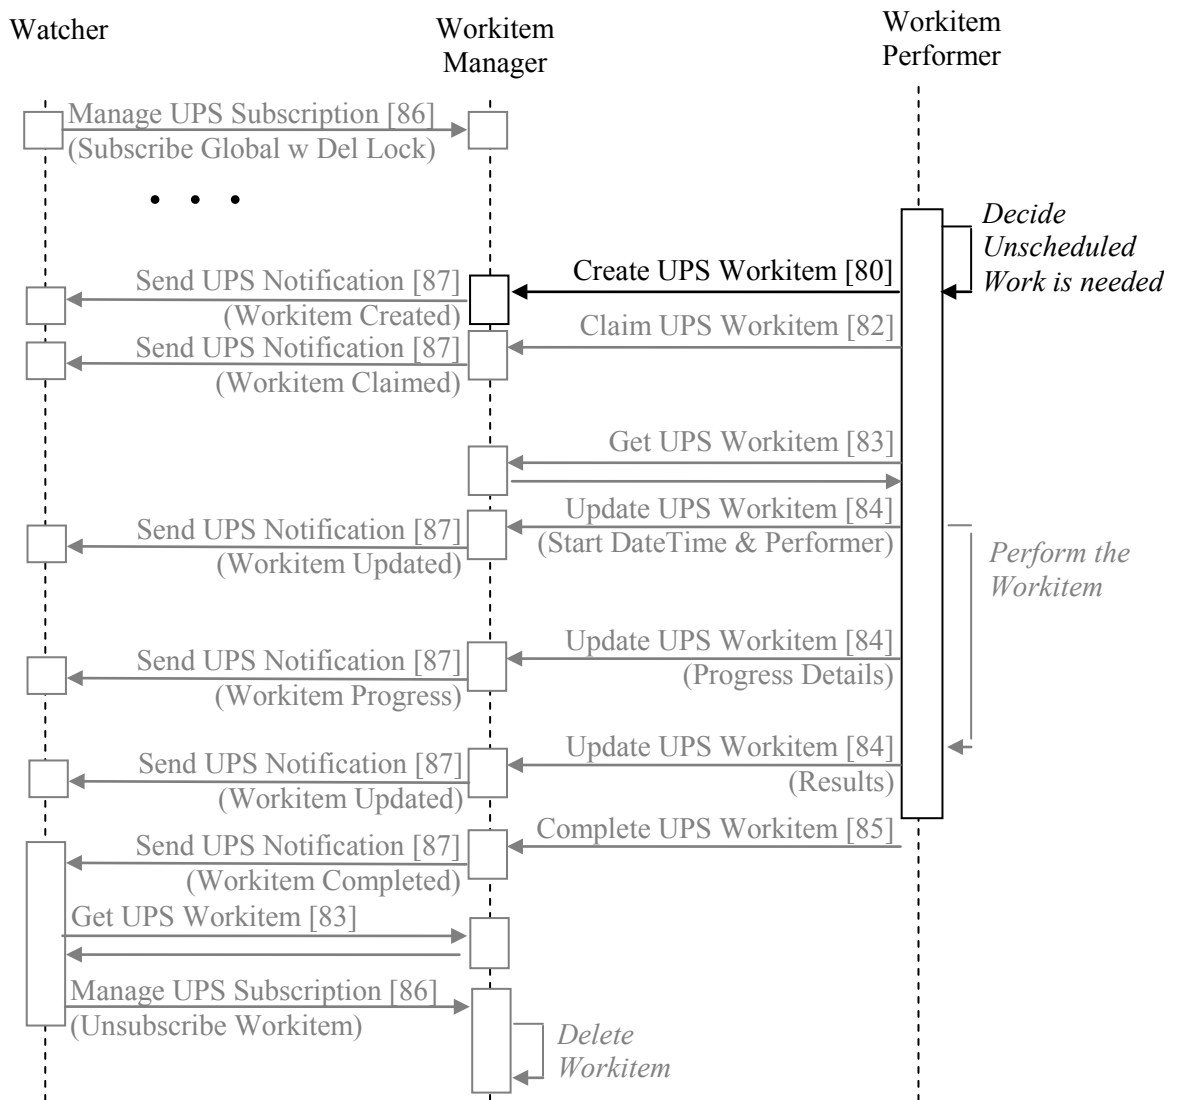 Watcher
Workitem
Manager
Workitem
Performer
Manage UPS Subscription [86]
(Subscribe Global w Del Lock)
• • •
Decide
Unscheduled
Work is needed
Send UPS Notification [87]
(Workitem Created)
Create UPS Workitem [80]
Send UPS Notification [87]
(Workitem Claimed)
Claim UPS Workitem [82]
Get UPS Workitem [83]
Send UPS Notification [87]
(Workitem Updated)
Update UPS Workitem [84]
(Start DateTime & Performer)
Perform the
Workitem
Send UPS Notification [87]
(Workitem Progress)
Update UPS Workitem [84]
(Progress Details)
Send UPS Notification [87]
(Workitem Updated)
Update UPS Workitem [84]
(Results)
Send UPS Notification [87]
(Workitem Completed)
Complete UPS Workitem [85]
Get UPS Workitem [83]
Manage UPS Subscription [86]
(Unsubscribe Workitem)
Delete
Workitem